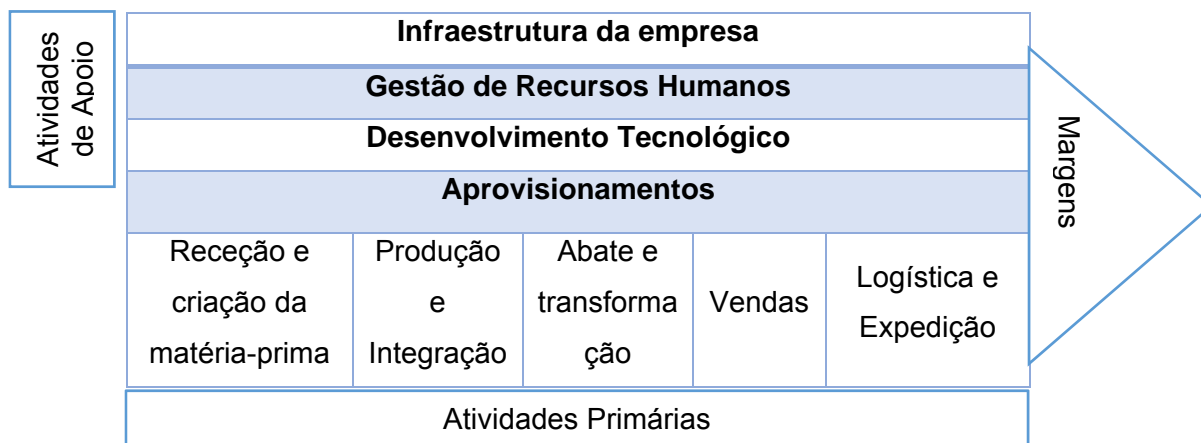 Atividades
de Apoio
Infraestrutura da empresa
Gestão de Recursos Humanos
Desenvolvimento Tecnológico
Aprovisionamentos
Receção e
criação da
matéria-prima
Produção
e
Integração
Abate e
transforma
ção
Vendas
Logística e
Expedição
Margens
Atividades Primárias